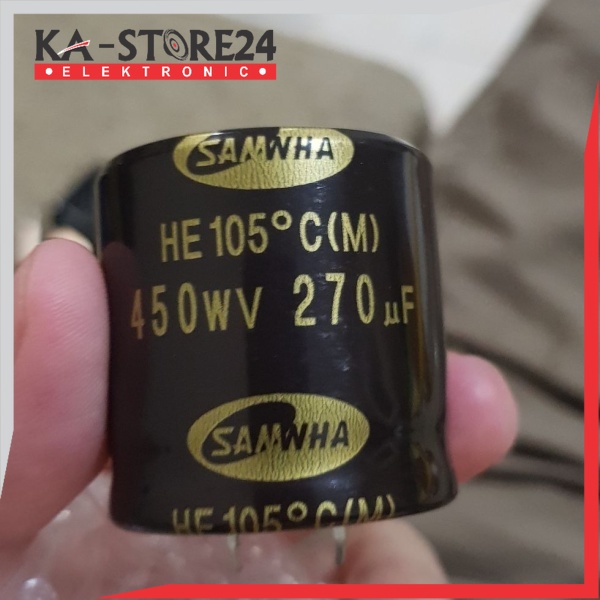 KA-STORE24
•ELEKTRONIC•
SAMWHA
HE 105°C(M)
450WV 270µF
SAMWHA
HE 105°C(M)